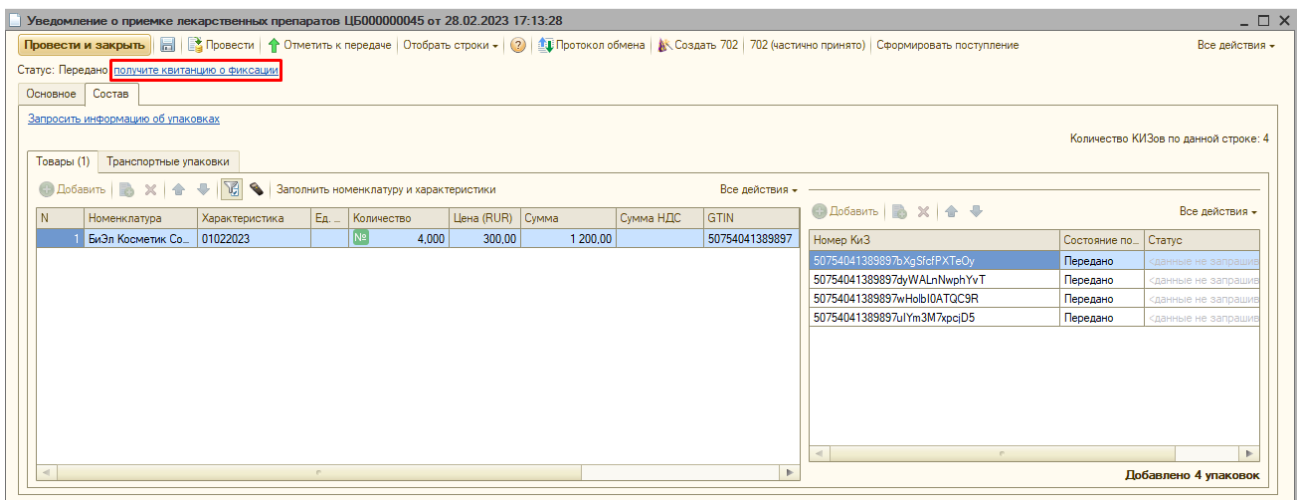 Уведомление о приемке лекарственных препаратов ЦБ000000045 от 28.02.2023 17:13:28
Провести и закрыть Провести Отметить к передаче Отобрать строки Протокол обмена Создать 702 702 (частично принято) Сформировать поступление Все действия
Статус: Передано получите квитанцию о фиксации
Основное Состав
Запросить информацию об упаковках
Количество КИЗов по данной строке: 4
Товары (1) Транспортные упаковки
Добавить Заполнить номенклатуру и характеристики Все действия
Добавить Все действия
N Номенклатура Характеристика Ед. ... Количество Цена (RUR) Сумма Сумма НДС GTIN
1 БиЭл Косметик Со... 01022023 № 4,000 300,00 1 200,00 50754041389897
Номер КиЗ Состояние по... Статус
50754041389897bXgSfcfPXTeOy Передано <данные не запрашив
50754041389897dyWALnNwphYvT Передано <данные не запрашив
50754041389897wHolbI0ATQC9R Передано <данные не запрашив
50754041389897uIYm3M7xpcjD5 Передано <данные не запрашив
Добавлено 4 упаковок